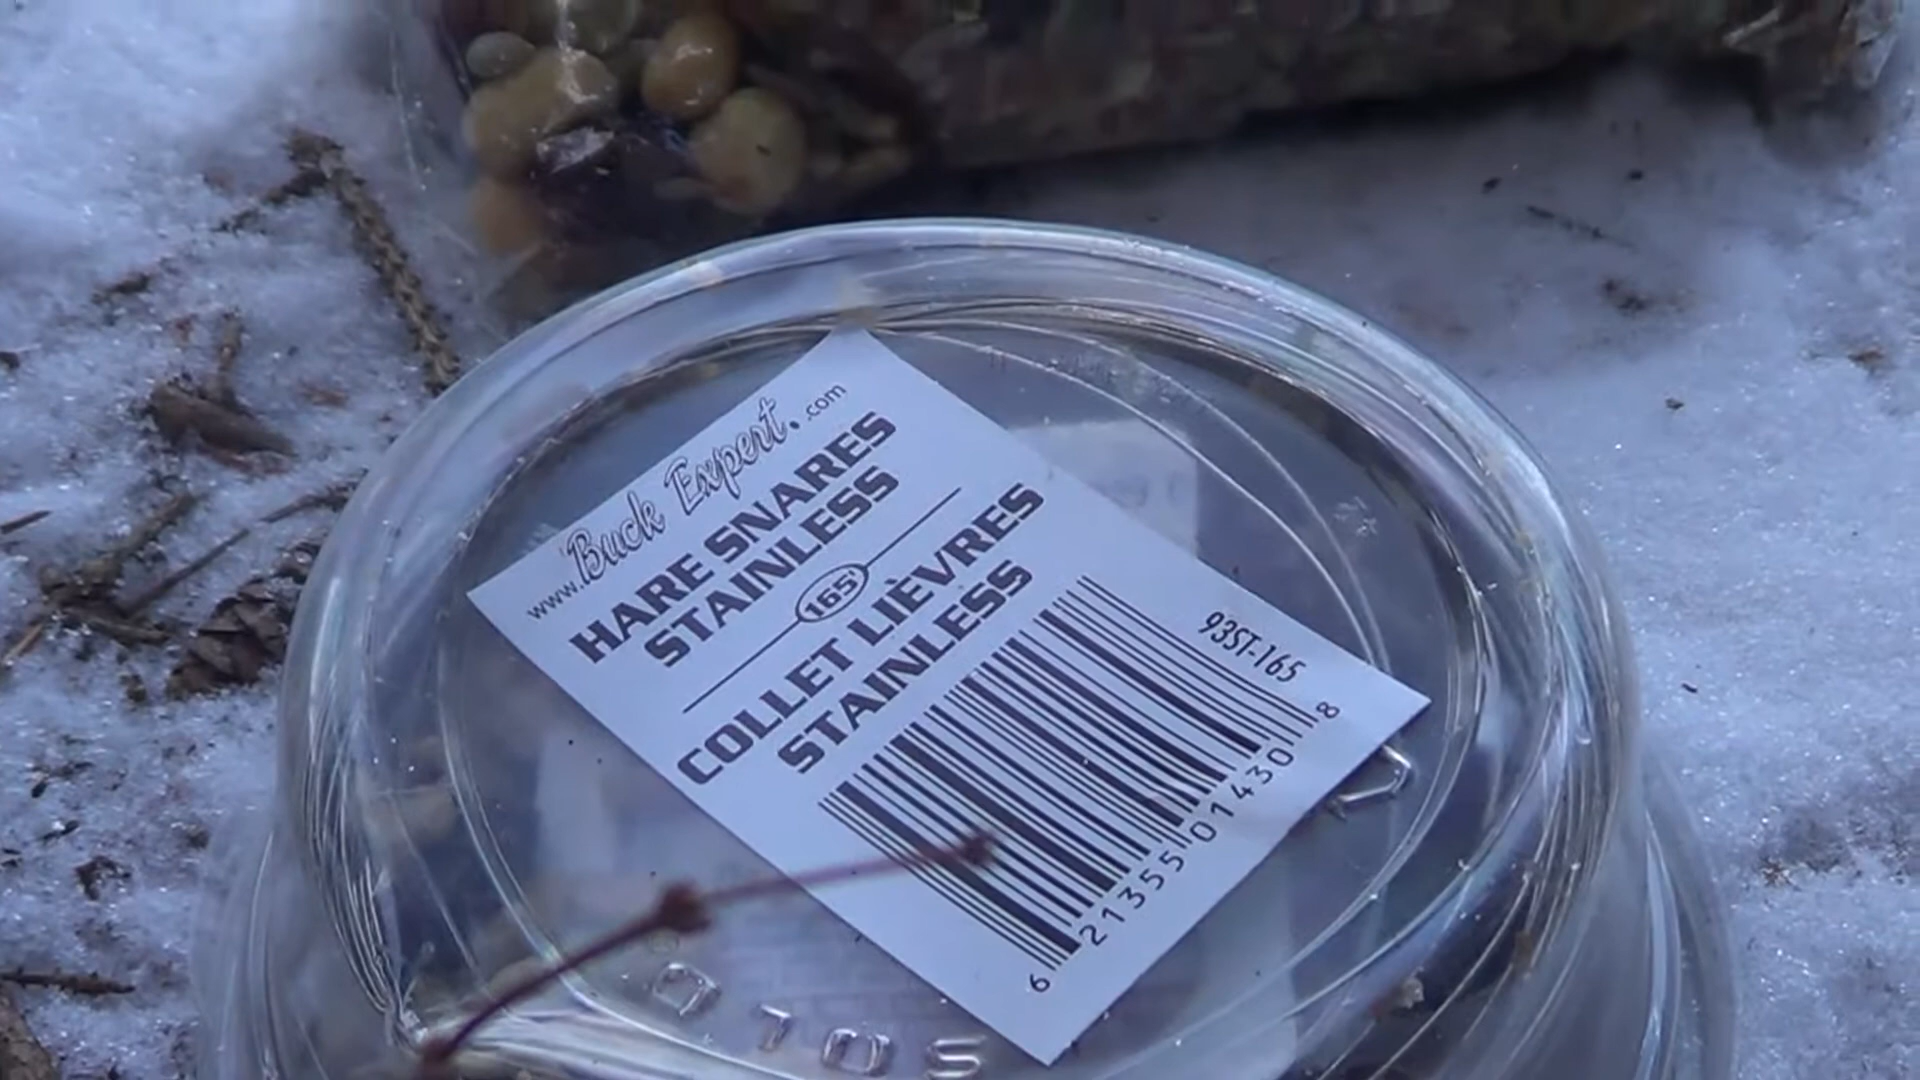 www.Buck Expert.com
HARE SNARES
STAINLESS
165'
COLLET LIÈVRES
STAINLESS
93ST-165
6 21355 01430 8